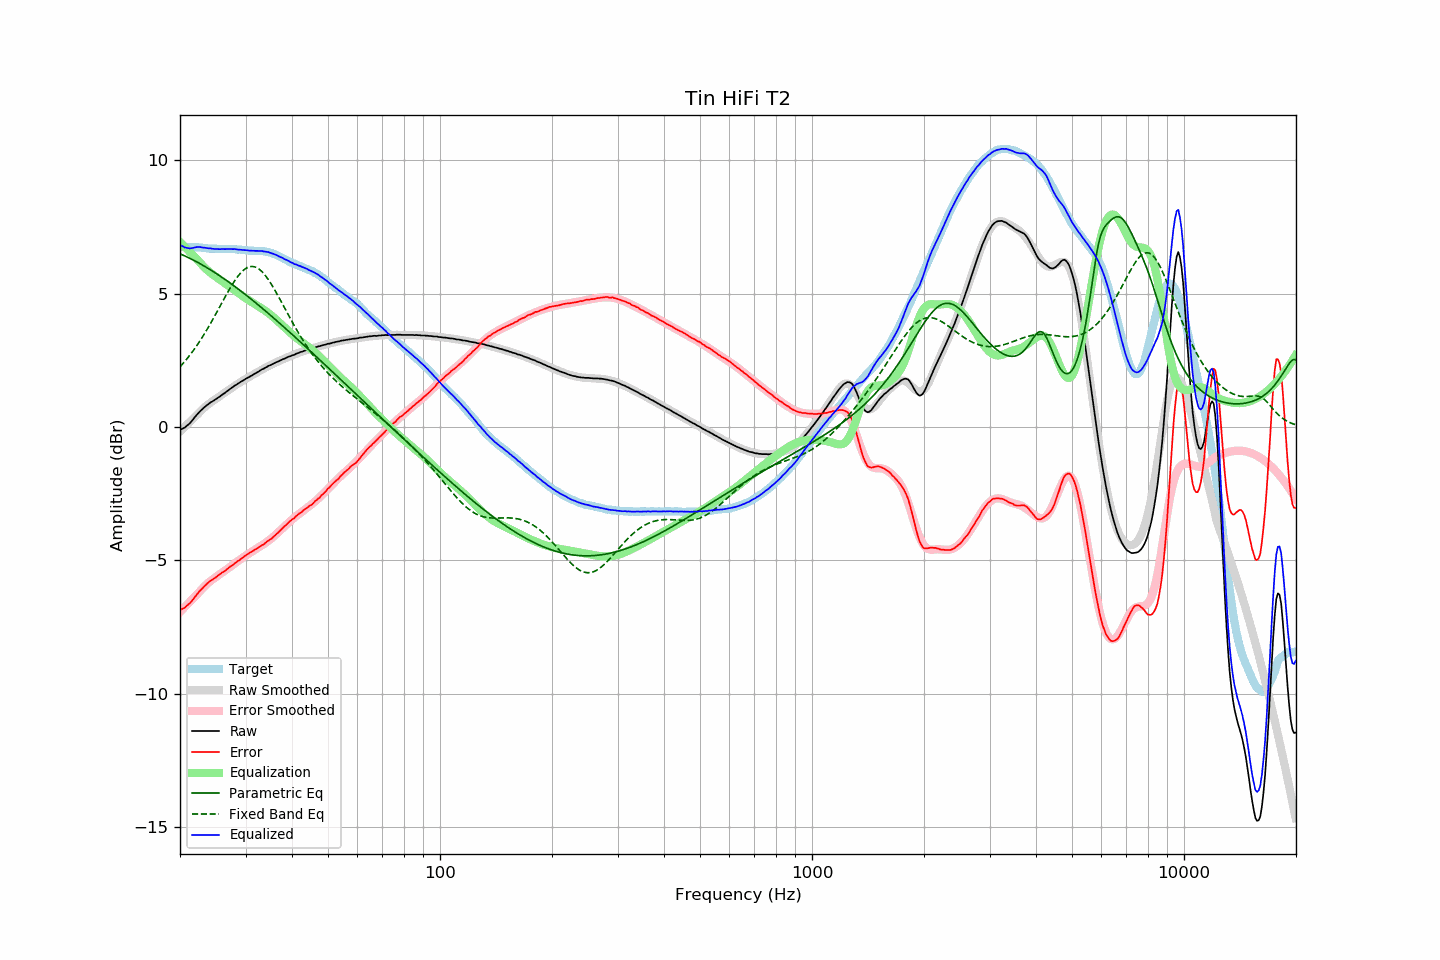 Tin HiFi T2
Amplitude (dBr)
10
5
0
−5
−10
−15
Target
Raw Smoothed
Error Smoothed
Raw
Error
Equalization
Parametric Eq
Fixed Band Eq
Equalized
100
1000
10000
Frequency (Hz)